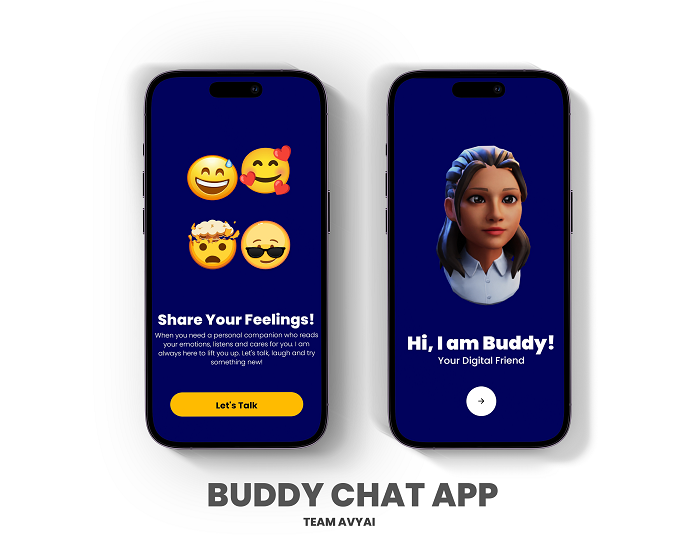 Share Your Feelings!
When you need a personal companion who reads
your emotions, listens and cares for you. I am
always here to lift you up. Let's talk, laugh and try
something new!
Let's Talk
Hi, I am Buddy!
Your Digital Friend
BUDDY CHAT APP
TEAM AVYAI